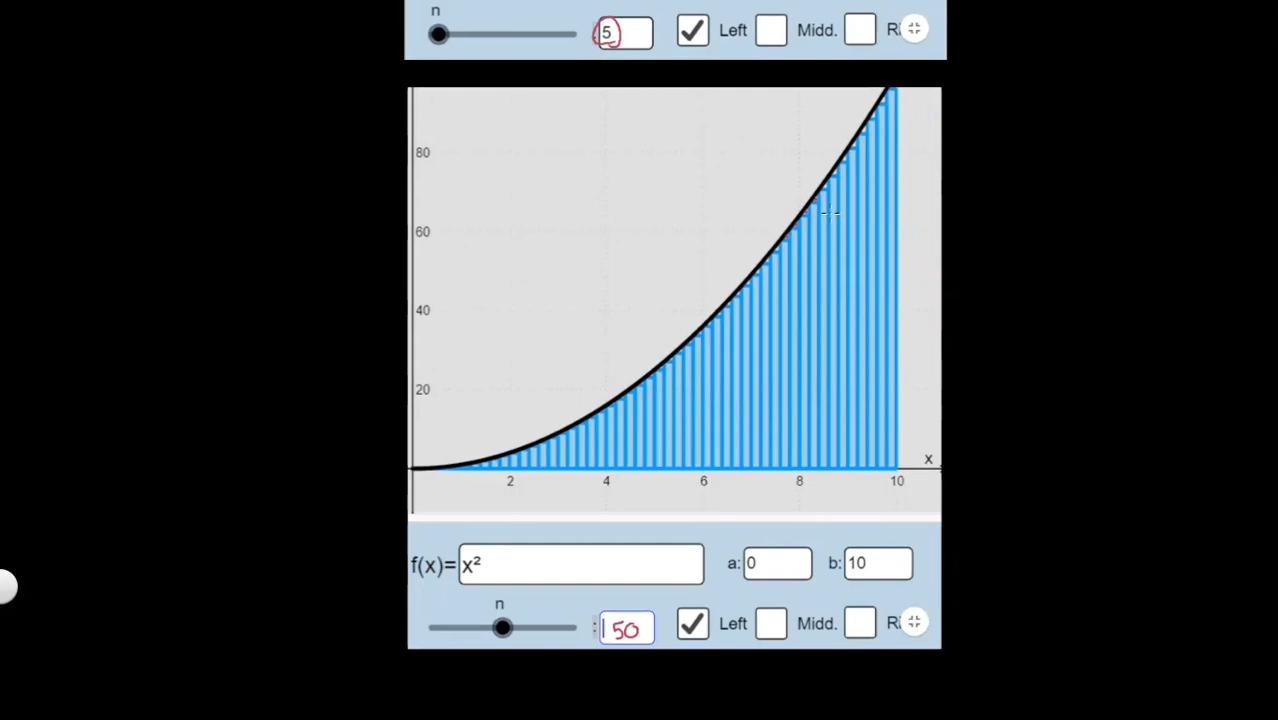 n
5 Left Midd. Ri
80
60
40
20
x
2 4 6 8 10
f(x)= x² a: 0 b: 10
n
: 50 Left Midd. Ri